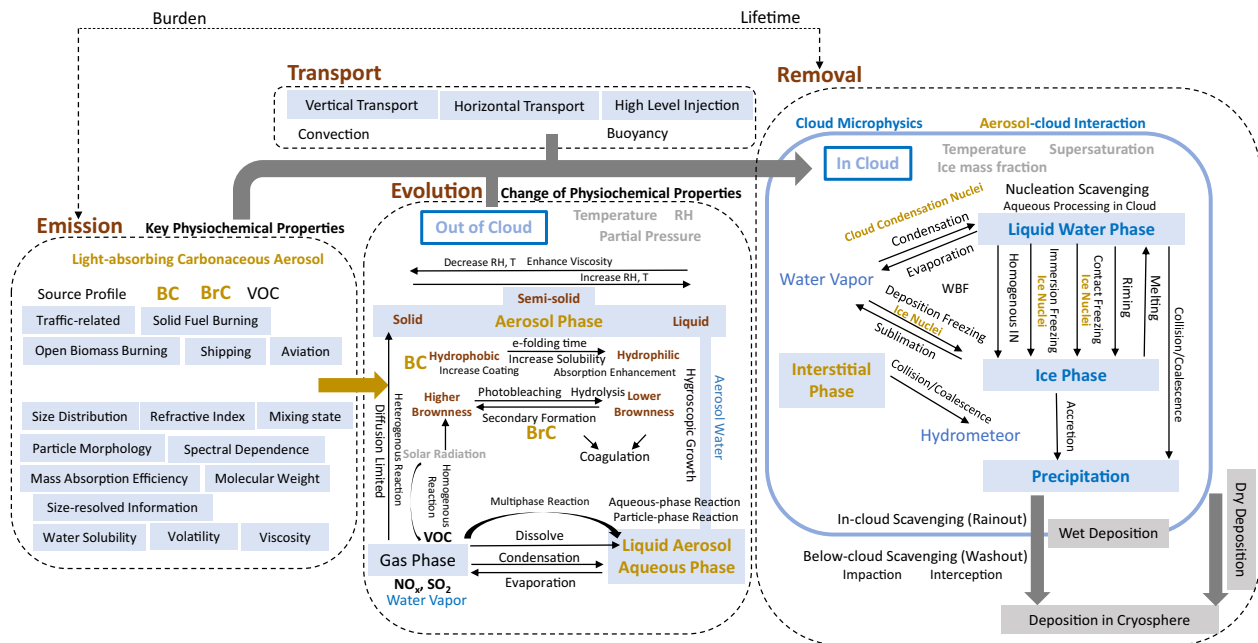 Burden
Lifetime
Transport
Vertical Transport
Horizontal Transport
High Level Injection
Convection
Buoyancy
Emission
Key Physiochemical Properties
Light-absorbing Carbonaceous Aerosol
Source Profile
BC
BrC
VOC
Traffic-related
Solid Fuel Burning
Open Biomass Burning
Shipping
Aviation
Size Distribution
Refractive Index
Mixing state
Particle Morphology
Spectral Dependence
Mass Absorption Efficiency
Molecular Weight
Size-resolved Information
Water Solubility
Volatility
Viscosity
Evolution
Change of Physiochemical Properties
Out of Cloud
Temperature
RH
Partial Pressure
Decrease RH, T
Enhance Viscosity
Increase RH, T
Semi-solid
Solid
Aerosol Phase
Liquid
BC
Hydrophobic
e-folding time
Hydrophilic
Increase Coating
Increase Solubility
Absorption Enhancement
Higher
Brownness
Photobleaching
Hydrolysis
Lower
Brownness
Secondary Formation
BrC
Coagulation
Solar Radiation
Diffusion Limited
Heterogenous Reaction
Homogenous
Reaction
Hygroscopic Growth
Aerosol Water
Multiphase Reaction
Aqueous-phase Reaction
Particle-phase Reaction
VOC
Gas Phase
NOx, SO2
Water Vapor
Dissolve
Condensation
Evaporation
Liquid Aerosol
Aqueous Phase
Removal
Cloud Microphysics
Aerosol-cloud Interaction
In Cloud
Temperature
Supersaturation
Ice mass fraction
Nucleation Scavenging
Aqueous Processing in Cloud
Cloud Condensation Nuclei
Condensation
Evaporation
Liquid Water Phase
Water Vapor
WBF
Deposition Freezing
Ice Nuclei
Sublimation
Homogenous IN
Immersion Freezing
Ice Nuclei
Contact Freezing
Ice Nuclei
Riming
Melting
Collision/Coalescence
Interstitial
Phase
Collision/Coalescence
Ice Phase
Hydrometeor
Accretion
Precipitation
In-cloud Scavenging (Rainout)
Wet Deposition
Dry Deposition
Below-cloud Scavenging (Washout)
Impaction
Interception
Deposition in Cryosphere